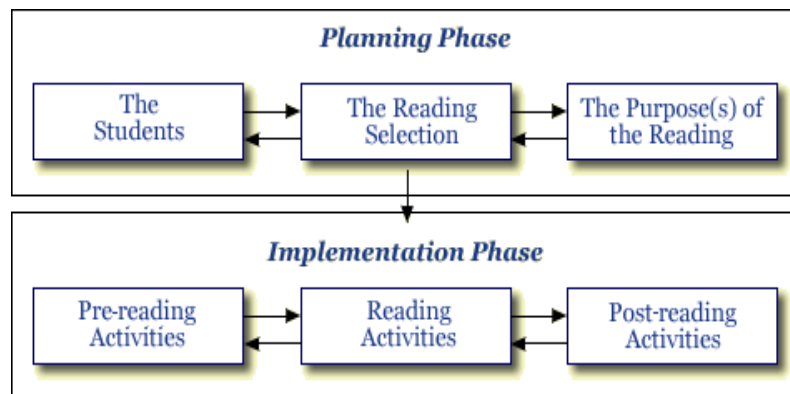 Planning Phase
The
Students
The Reading
Selection
The Purpose(s) of
the Reading
Implementation Phase
Pre-reading
Activities
Reading
Activities
Post-reading
Activities